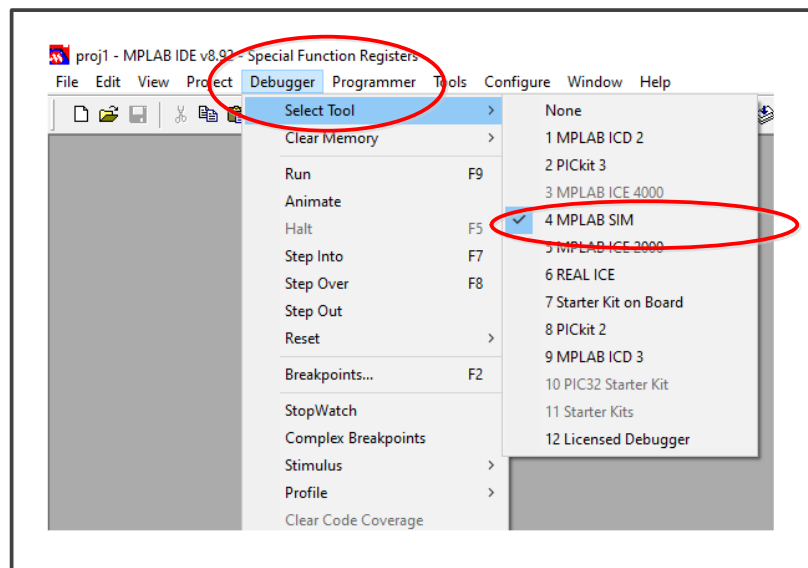 proj1 - MPLAB IDE v8.92 - Special Function Registers
File Edit View Project Debugger Programmer Tools Configure Window Help
Select Tool
Clear Memory
Run F9
Animate
Halt F5
Step Into F7
Step Over F8
Step Out
Reset
Breakpoints... F2
StopWatch
Complex Breakpoints
Stimulus
Profile
Clear Code Coverage
None
1 MPLAB ICD 2
2 PICkit 3
3 MPLAB ICE 4000
4 MPLAB SIM
5 MPLAB ICE 2000
6 REAL ICE
7 Starter Kit on Board
8 PICkit 2
9 MPLAB ICD 3
10 PIC32 Starter Kit
11 Starter Kits
12 Licensed Debugger